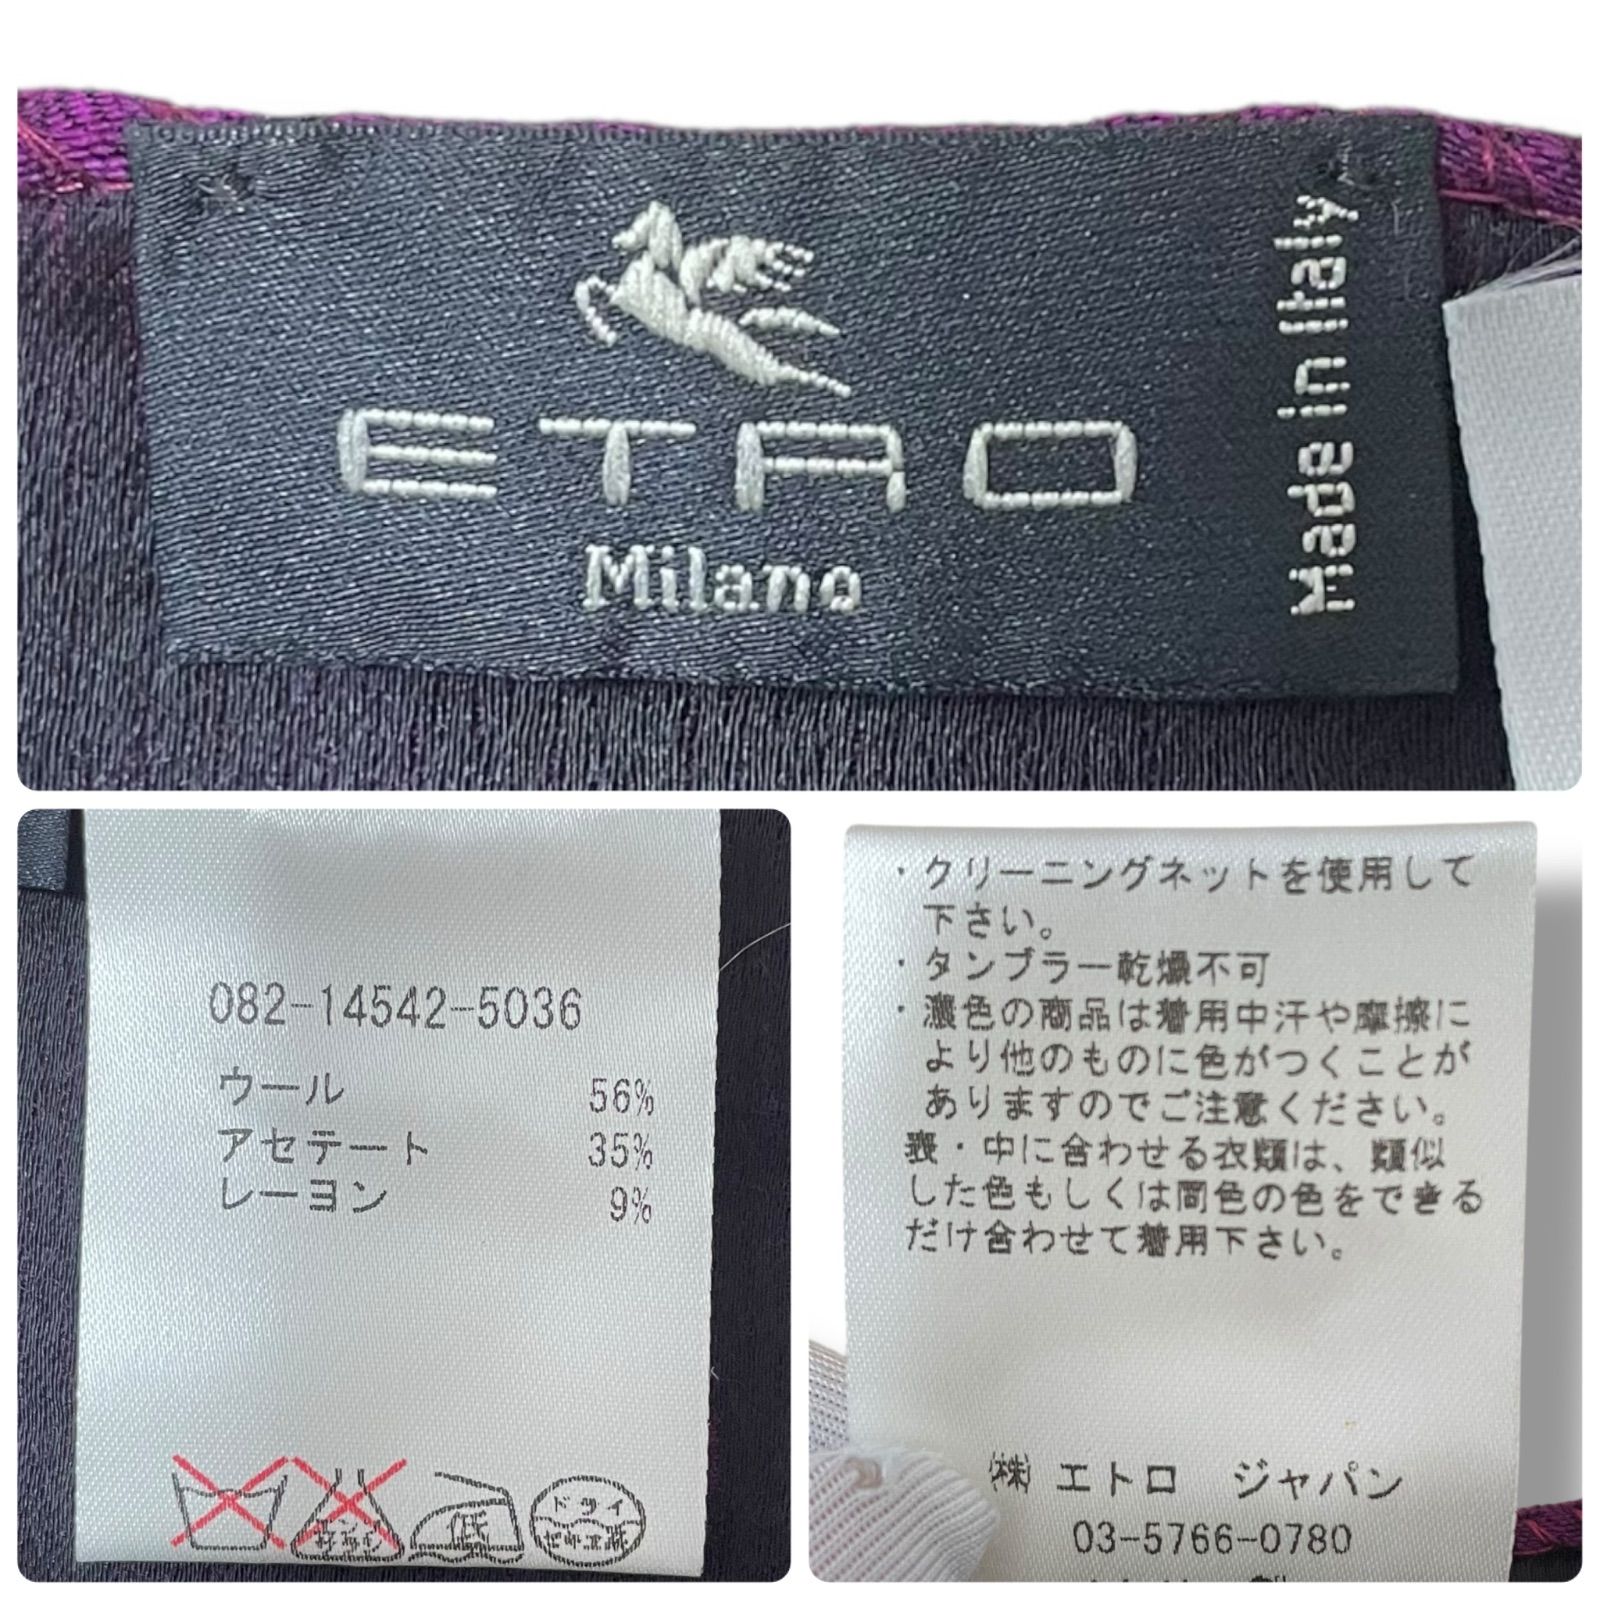 ETRO
Milano
Made in Italy
082-14542-5036
ウール 56%
アセテート 35%
レーヨン 9%
低
ドライ
セキユ系
・クリーニングネットを使用して
下さい。
・タンブラー乾燥不可
・濃色の商品は着用中汗や摩擦に
より他のものに色がつくことが
ありますのでご注意ください。
表・中に合わせる衣類は、類似
した色もしくは同色の色をできる
だけ合わせて着用下さい。
㈱ エトロ ジャパン
03-5766-0780